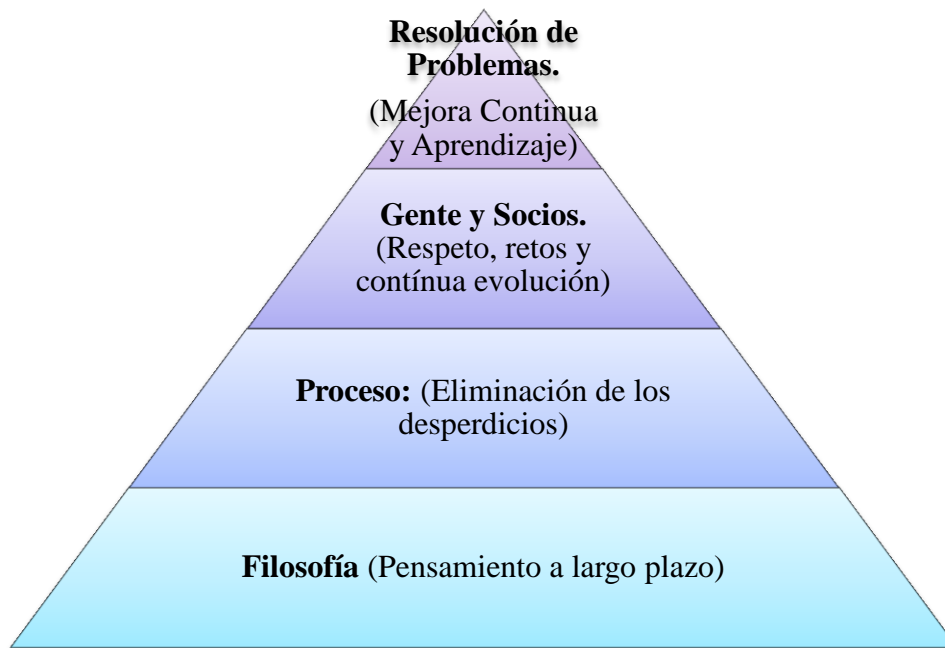 Resolución de
Problemas.
(Mejora Continua
y Aprendizaje)
Gente y Socios.
(Respeto, retos y
contínua evolución)
Proceso: (Eliminación de los
desperdicios)
Filosofía (Pensamiento a largo plazo)